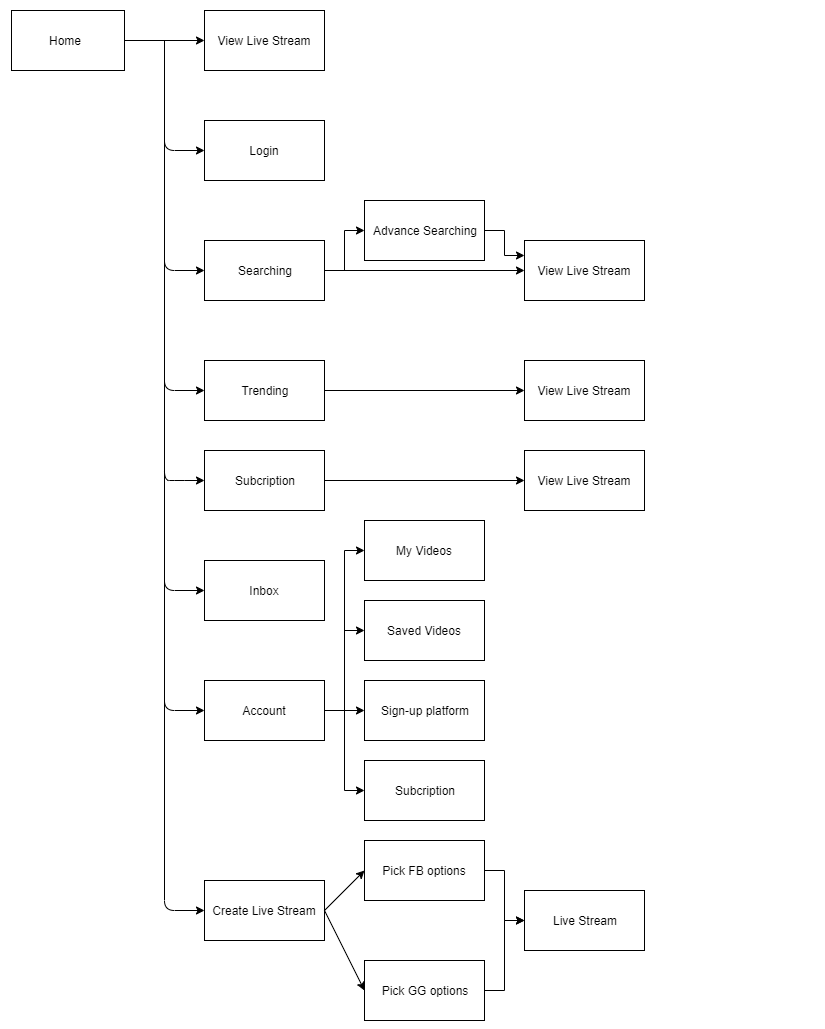 Home
View Live Stream
Login
Advance Searching
Searching
View Live Stream
Trending
View Live Stream
Subcription
View Live Stream
My Videos
Inbox
Saved Videos
Account
Sign-up platform
Subcription
Pick FB options
Create Live Stream
Live Stream
Pick GG options